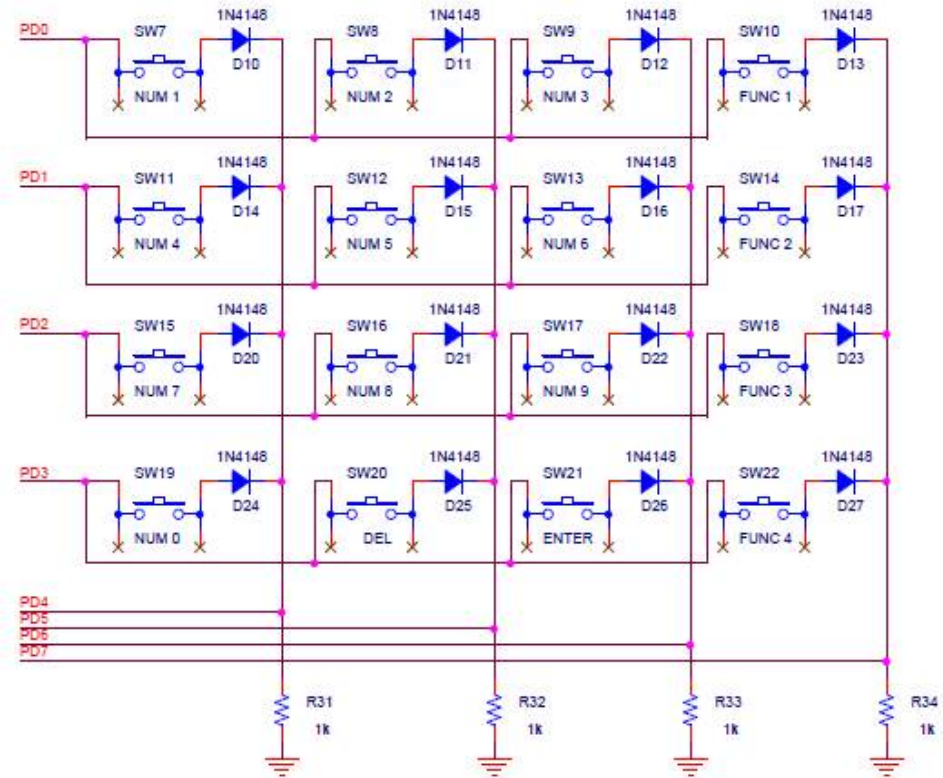 1N4148 1N4148 1N4148 1N4148
PD0 SW7 SW8 SW9 SW10
D10 D11 D12 D13
NUM 1 NUM 2 NUM 3 FUNC 1
1N4148 1N4148 1N4148 1N4148
PD1 SW11 SW12 SW13 SW14
D14 D15 D16 D17
NUM 4 NUM 5 NUM 6 FUNC 2
1N4148 1N4148 1N4148 1N4148
PD2 SW15 SW16 SW17 SW18
D20 D21 D22 D23
NUM 7 NUM 8 NUM 9 FUNC 3
1N4148 1N4148 1N4148 1N4148
PD3 SW19 SW20 SW21 SW22
D24 D25 D26 D27
NUM 0 DEL ENTER FUNC 4
PD4
PD5
PD6
PD7
R31 R32 R33 R34
1k 1k 1k 1k